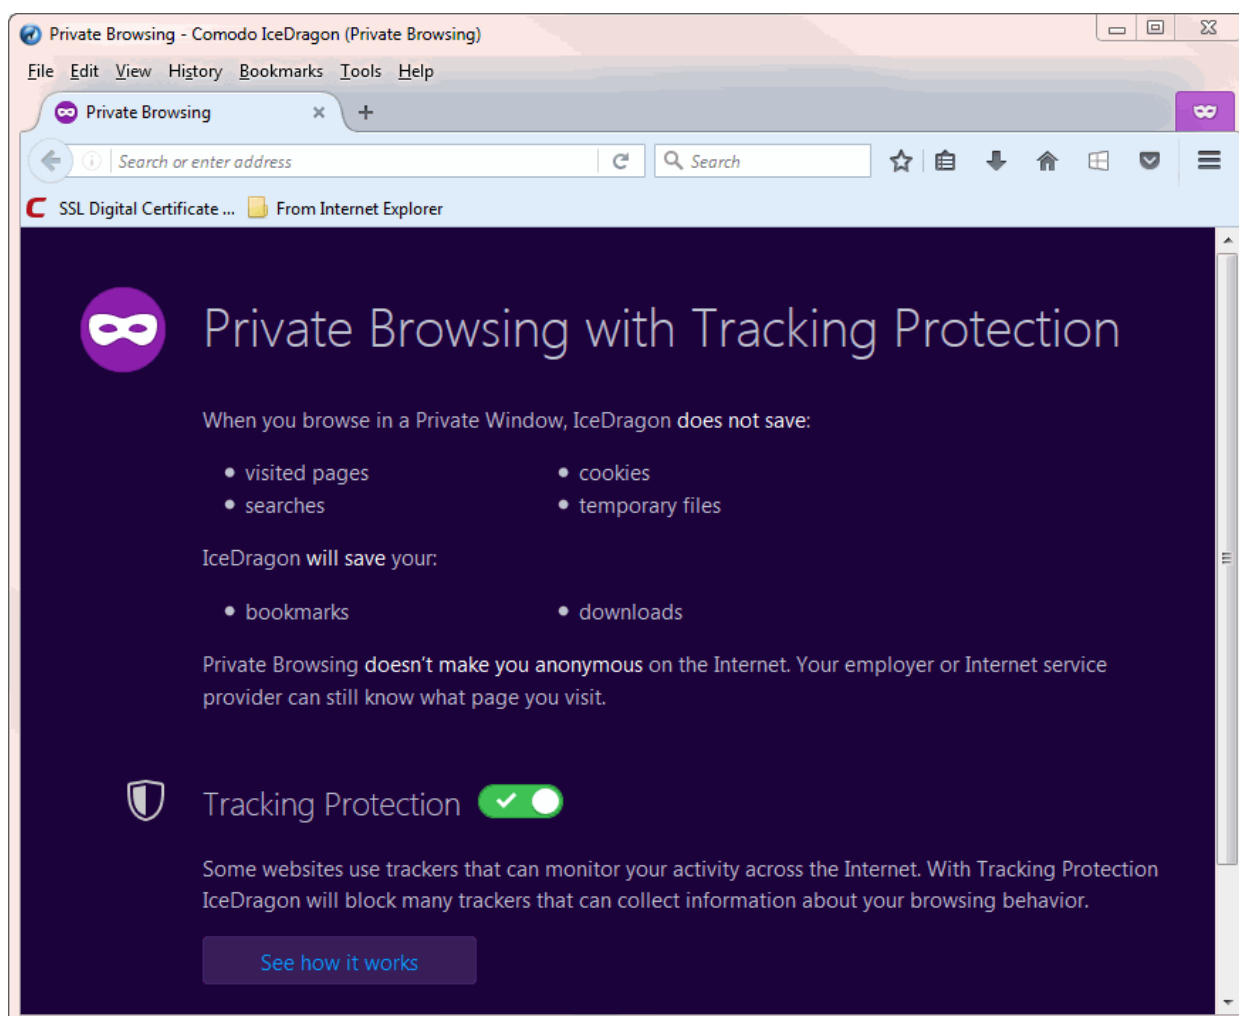 Private Browsing - Comodo IceDragon (Private Browsing)
File Edit View History Bookmarks Tools Help
Private Browsing
Search or enter address
Search
SSL Digital Certificate ...
From Internet Explorer
Private Browsing with Tracking Protection
When you browse in a Private Window, IceDragon does not save:
• visited pages
• cookies
• searches
• temporary files
IceDragon will save your:
• bookmarks
• downloads
Private Browsing doesn't make you anonymous on the Internet. Your employer or Internet service
provider can still know what page you visit.
Tracking Protection
Some websites use trackers that can monitor your activity across the Internet. With Tracking Protection
IceDragon will block many trackers that can collect information about your browsing behavior.
See how it works